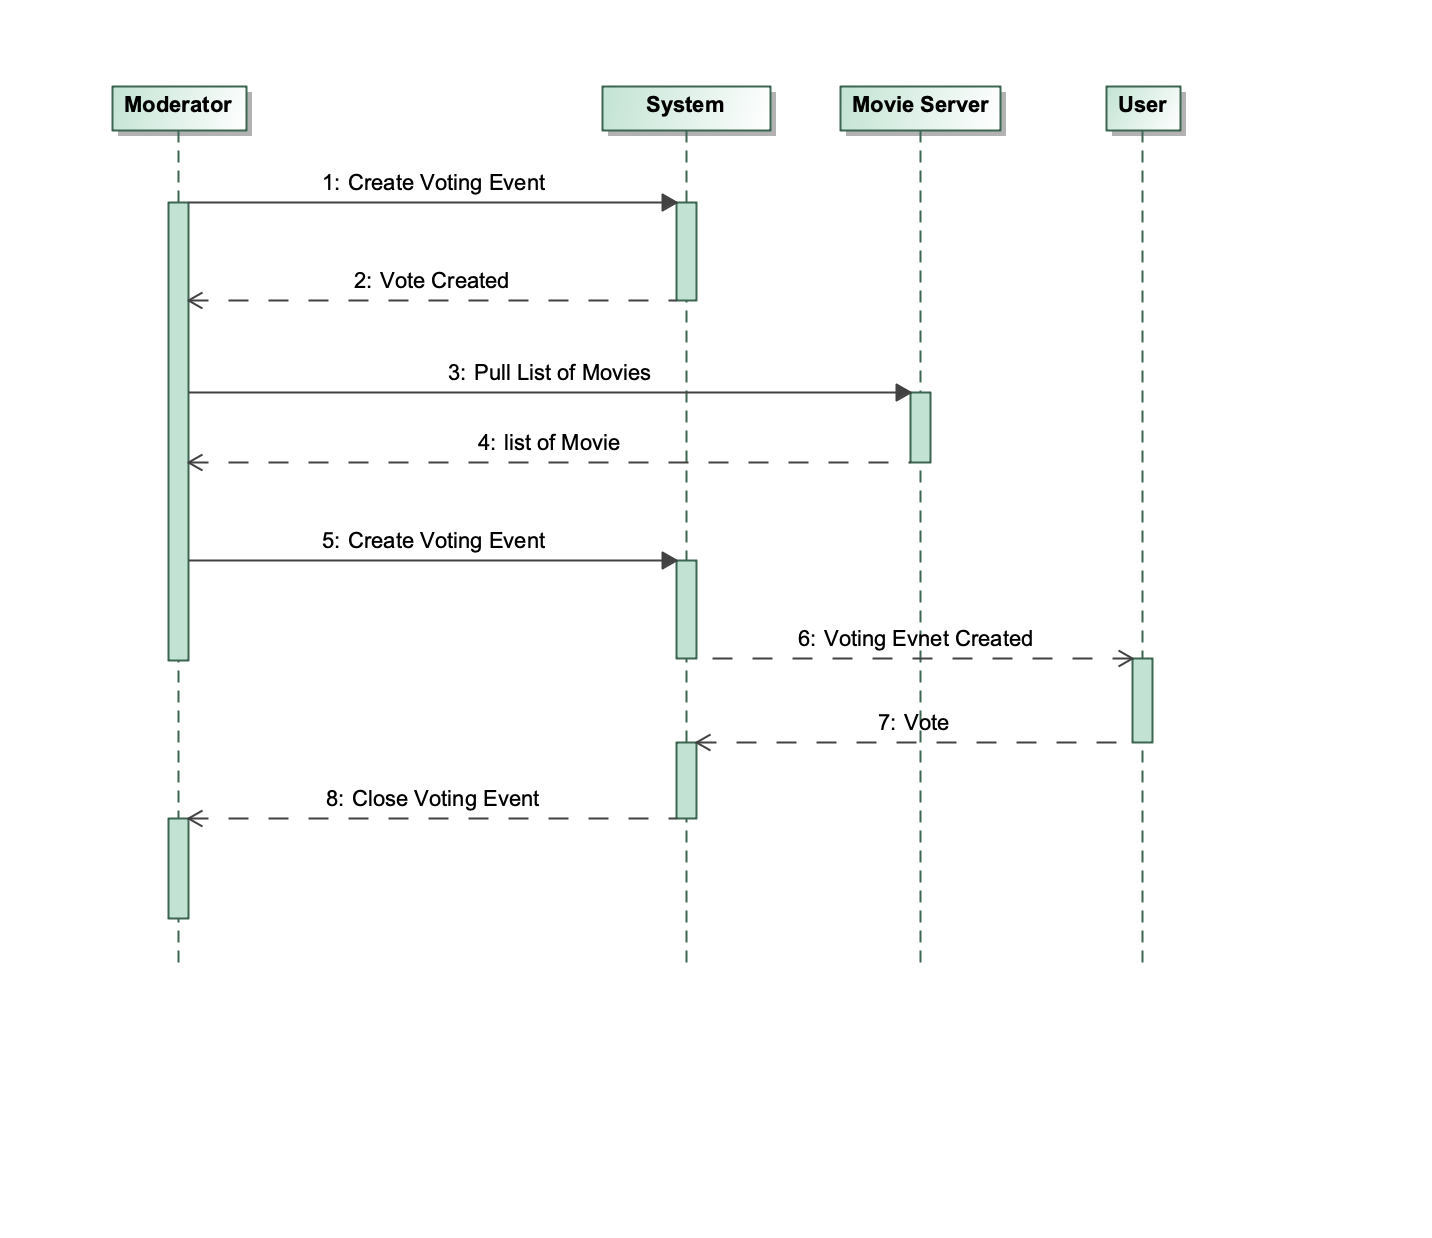 Moderator
System
Movie Server
User
1: Create Voting Event
2: Vote Created
3: Pull List of Movies
4: list of Movie
5: Create Voting Event
6: Voting Evnet Created
7: Vote
8: Close Voting Event